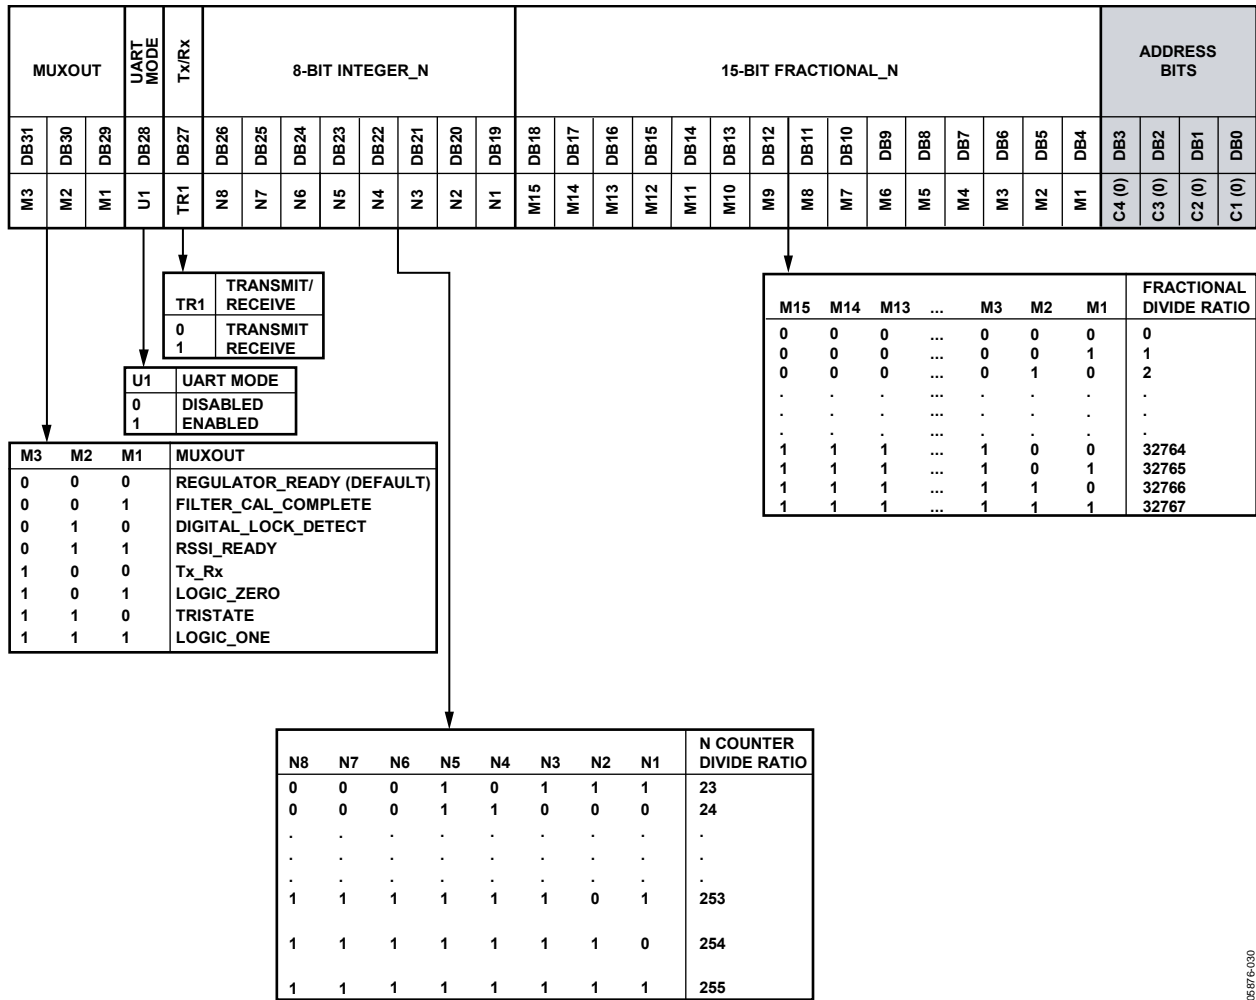 MUXOUT UART MODE Tx/Rx 8-BIT INTEGER_N 15-BIT FRACTIONAL_N ADDRESS BITS
DB31 DB30 DB29 DB28 DB27 DB26 DB25 DB24 DB23 DB22 DB21 DB20 DB19 DB18 DB17 DB16 DB15 DB14 DB13 DB12 DB11 DB10 DB9 DB8 DB7 DB6 DB5 DB4 DB3 DB2 DB1 DB0
M3 M2 M1 U1 TR1 N8 N7 N6 N5 N4 N3 N2 N1 M15 M14 M13 M12 M11 M10 M9 M8 M7 M6 M5 M4 M3 M2 M1 C4 (0) C3 (0) C2 (0) C1 (0)
TR1 TRANSMIT/ RECEIVE
0 TRANSMIT
1 RECEIVE
U1 UART MODE
0 DISABLED
1 ENABLED
M3 M2 M1 MUXOUT
0 0 0 REGULATOR_READY (DEFAULT)
0 0 1 FILTER_CAL_COMPLETE
0 1 0 DIGITAL_LOCK_DETECT
0 1 1 RSSI_READY
1 0 0 Tx_Rx
1 0 1 LOGIC_ZERO
1 1 0 TRISTATE
1 1 1 LOGIC_ONE
M15 M14 M13 ... M3 M2 M1 FRACTIONAL DIVIDE RATIO
0 0 0 ... 0 0 0 0
0 0 0 ... 0 0 1 1
0 0 0 ... 0 1 0 2
. . . ... . . . .
. . . ... . . . .
. . . ... . . . .
1 1 1 ... 1 0 0 32764
1 1 1 ... 1 0 1 32765
1 1 1 ... 1 1 0 32766
1 1 1 ... 1 1 1 32767
N8 N7 N6 N5 N4 N3 N2 N1 N COUNTER DIVIDE RATIO
0 0 0 1 0 1 1 1 23
0 0 0 1 1 0 0 0 24
. . . . . . . . .
. . . . . . . . .
. . . . . . . . .
1 1 1 1 1 1 0 1 253
1 1 1 1 1 1 1 0 254
1 1 1 1 1 1 1 1 255
05876-030